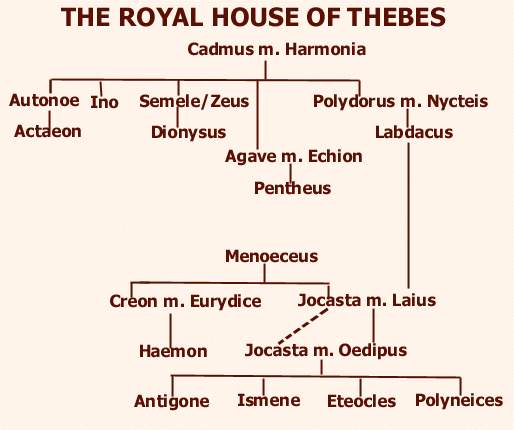 THE ROYAL HOUSE OF THEBES
Cadmus m. Harmonia
Autonoe Ino Semele/Zeus Polydorus m. Nycteis
Actaeon Dionysus Labdacus
Agave m. Echion
Pentheus
Menoeceus
Creon m. Eurydice Jocasta m. Laius
Haemon Jocasta m. Oedipus
Antigone Ismene Eteocles Polyneices